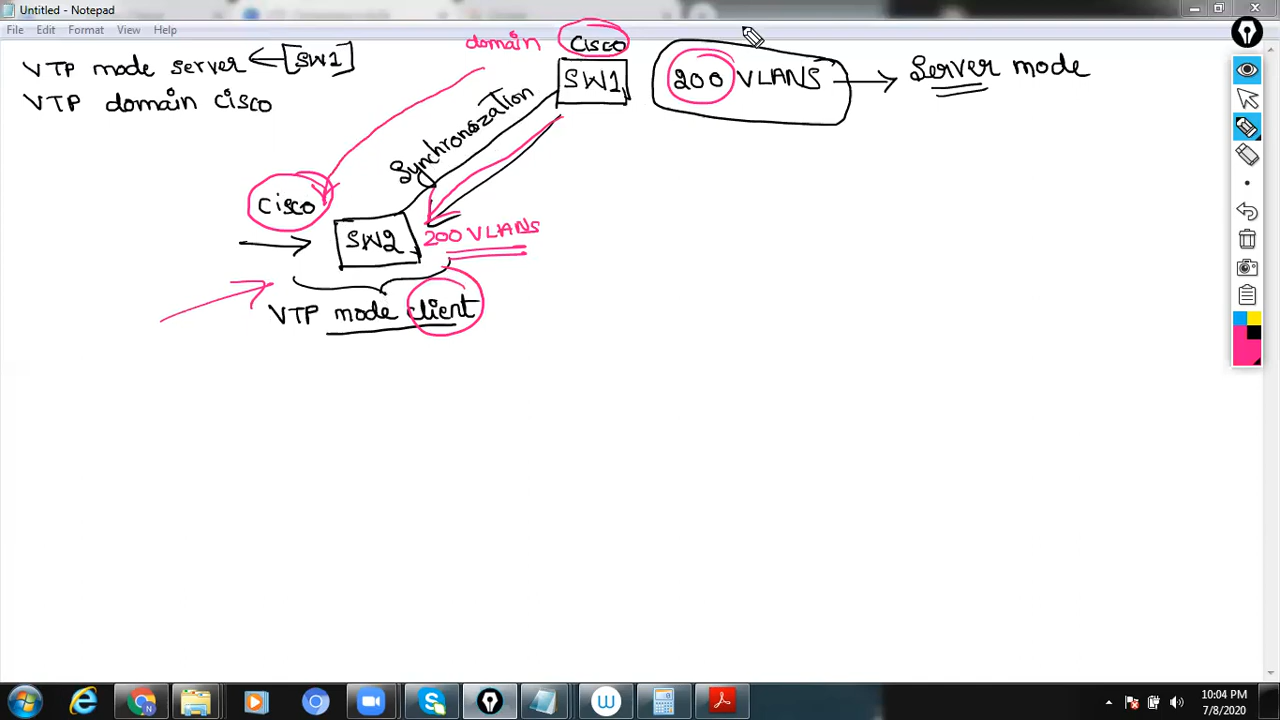 Untitled - Notepad
File Edit Format View Help
VTP mode server ← SW1
VTP domain cisco
domain cisco
SW1
200 VLANS → Server mode
Synchronization
cisco
SW2
200 VLANs
VTP mode client
10:04 PM
7/8/2020